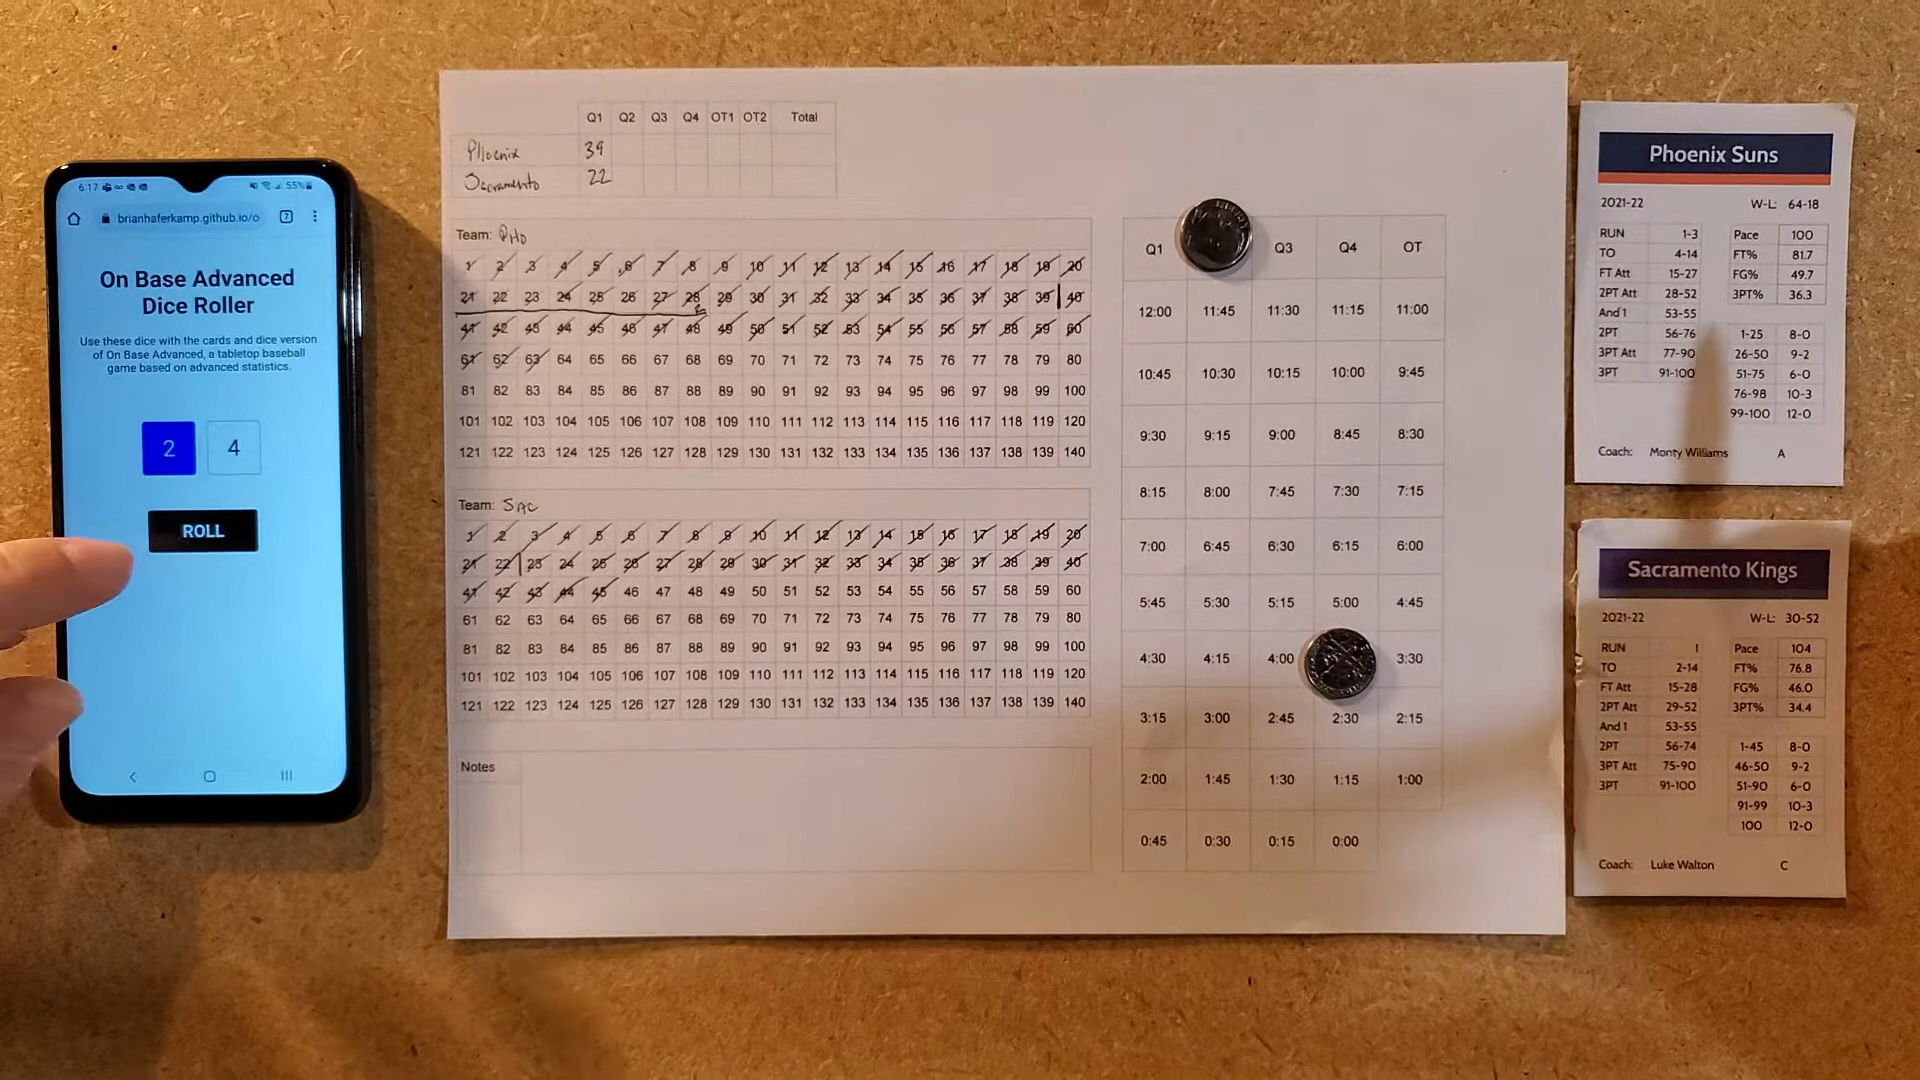 6:17 55%
brianhaferkamp.github.io/o 7
On Base Advanced
Dice Roller
Use these dice with the cards and dice version
of On Base Advanced, a tabletop baseball
game based on advanced statistics.
2 4
ROLL
Q1 Q2 Q3 Q4 OT1 OT2 Total
Phoenix 39
Sacramento 22
Team: PHO
1 2 3 4 5 6 7 8 9 10 11 12 13 14 15 16 17 18 19 20
21 22 23 24 25 26 27 28 29 30 31 32 33 34 35 36 37 38 39 40
41 42 43 44 45 46 47 48 49 50 51 52 53 54 55 56 57 58 59 60
61 62 63 64 65 66 67 68 69 70 71 72 73 74 75 76 77 78 79 80
81 82 83 84 85 86 87 88 89 90 91 92 93 94 95 96 97 98 99 100
101 102 103 104 105 106 107 108 109 110 111 112 113 114 115 116 117 118 119 120
121 122 123 124 125 126 127 128 129 130 131 132 133 134 135 136 137 138 139 140
Team: SAC
1 2 3 4 5 6 7 8 9 10 11 12 13 14 15 16 17 18 19 20
21 22 23 24 25 26 27 28 29 30 31 32 33 34 35 36 37 38 39 40
41 42 43 44 45 46 47 48 49 50 51 52 53 54 55 56 57 58 59 60
61 62 63 64 65 66 67 68 69 70 71 72 73 74 75 76 77 78 79 80
81 82 83 84 85 86 87 88 89 90 91 92 93 94 95 96 97 98 99 100
101 102 103 104 105 106 107 108 109 110 111 112 113 114 115 116 117 118 119 120
121 122 123 124 125 126 127 128 129 130 131 132 133 134 135 136 137 138 139 140
Notes
Q1 Q3 Q4 OT
12:00 11:45 11:30 11:15 11:00
10:45 10:30 10:15 10:00 9:45
9:30 9:15 9:00 8:45 8:30
8:15 8:00 7:45 7:30 7:15
7:00 6:45 6:30 6:15 6:00
5:45 5:30 5:15 5:00 4:45
4:30 4:15 4:00 3:30
3:15 3:00 2:45 2:30 2:15
2:00 1:45 1:30 1:15 1:00
0:45 0:30 0:15 0:00
Phoenix Suns
2021-22 W-L: 64-18
RUN 1-3 Pace 100
TO 4-14 FT% 81.7
FT Att 15-27 FG% 49.7
2PT Att 28-52 3PT% 36.3
And 1 53-55
2PT 56-76 1-25 8-0
3PT Att 77-90 26-50 9-2
3PT 91-100 51-75 6-0
76-98 10-3
99-100 12-0
Coach: Monty Williams A
Sacramento Kings
2021-22 W-L: 30-52
RUN 1 Pace 104
TO 2-14 FT% 76.8
FT Att 15-28 FG% 46.0
2PT Att 29-52 3PT% 34.4
And 1 53-55
2PT 56-74 1-45 8-0
3PT Att 75-90 46-50 9-2
3PT 91-100 51-90 6-0
91-99 10-3
100 12-0
Coach: Luke Walton C